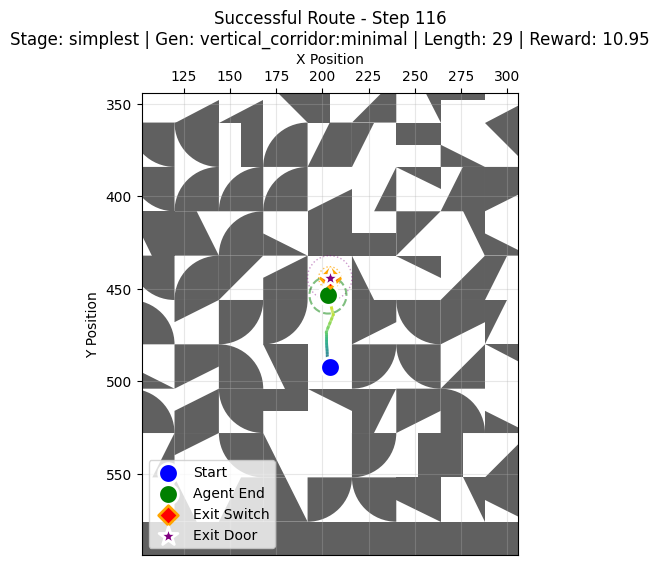 Successful Route - Step 116
Stage: simplest | Gen: vertical_corridor:minimal | Length: 29 | Reward: 10.95
X Position
125 150 175 200 225 250 275 300
350
400
450
500
550
Y Position
Start
Agent End
Exit Switch
Exit Door